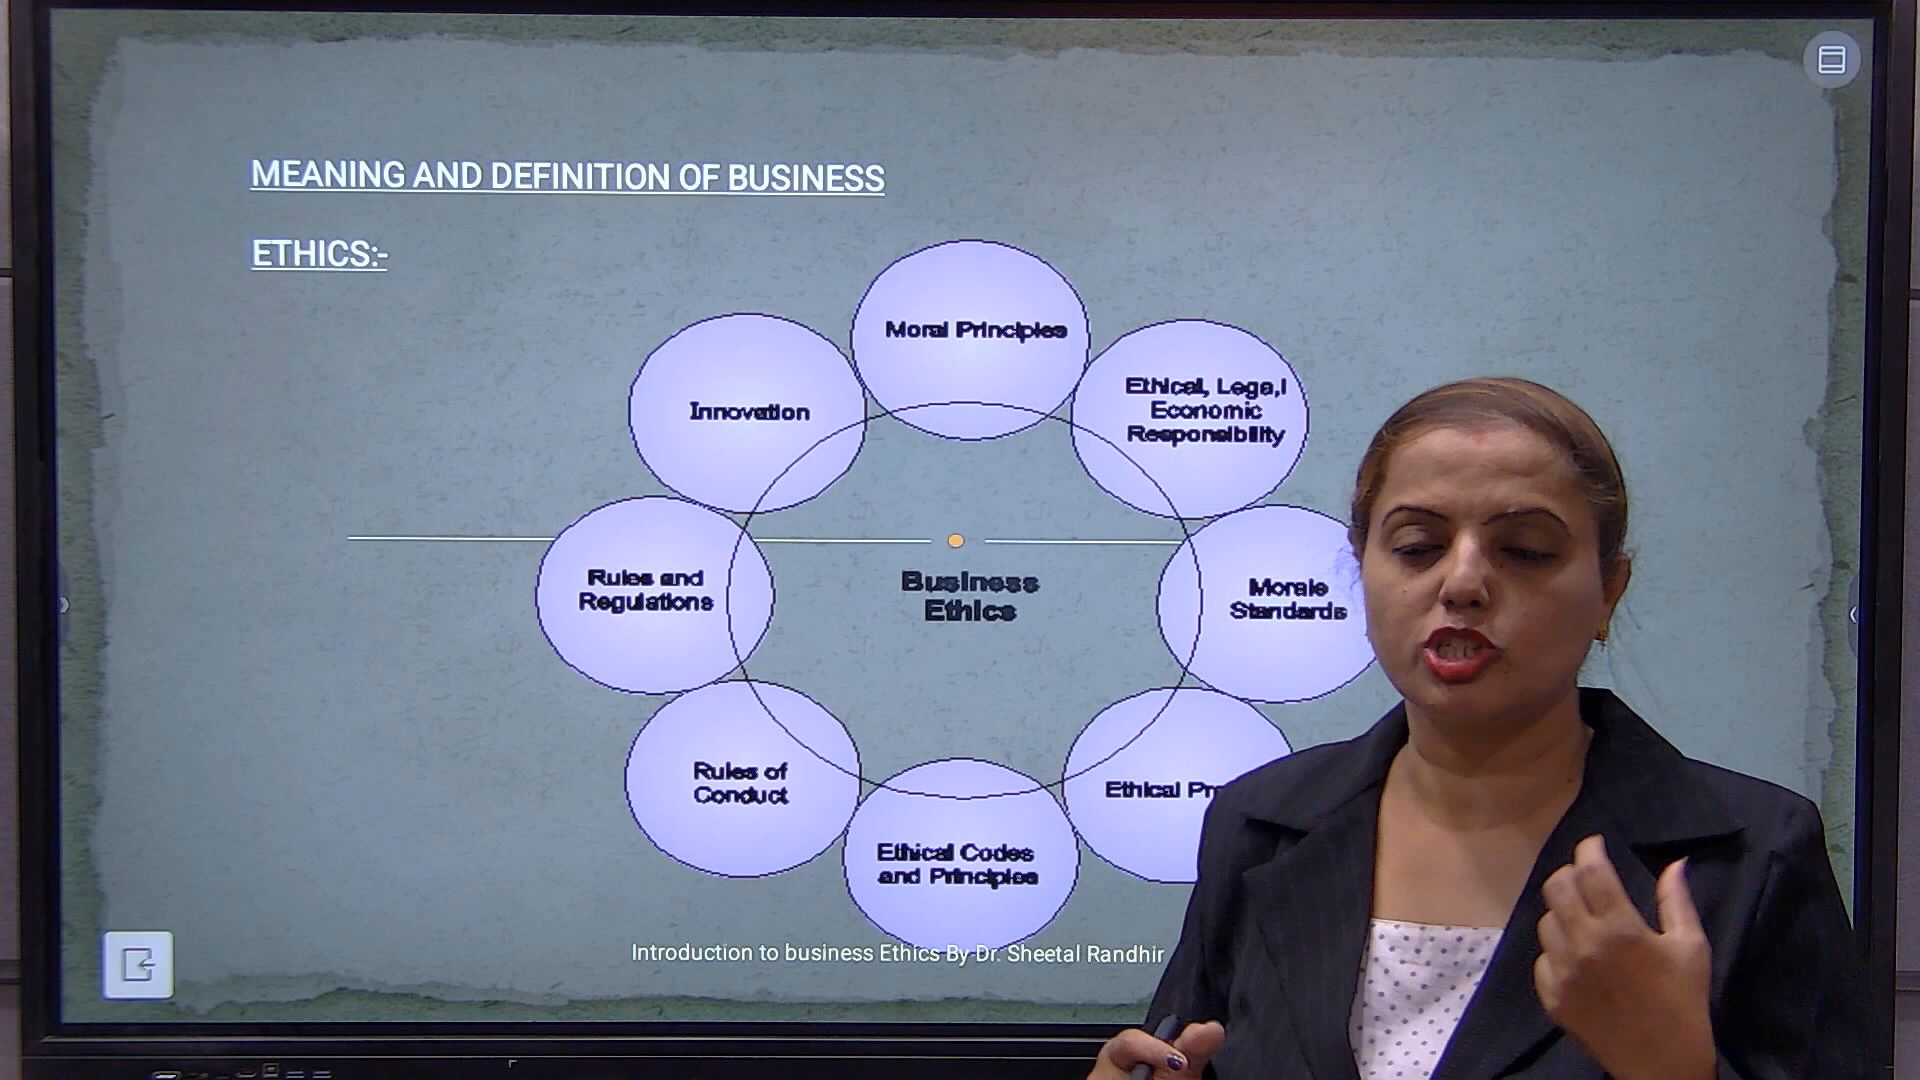 MEANING AND DEFINITION OF BUSINESS
ETHICS:-
Moral Principles
Ethical, Lega,l
Economic
Responsibility
Innovation
Rules and
Regulations
Business
Ethics
Morale
Standards
Rules of
Conduct
Ethical
Ethical Codes
and Principles
Introduction to business Ethics By Dr. Sheetal Randhir